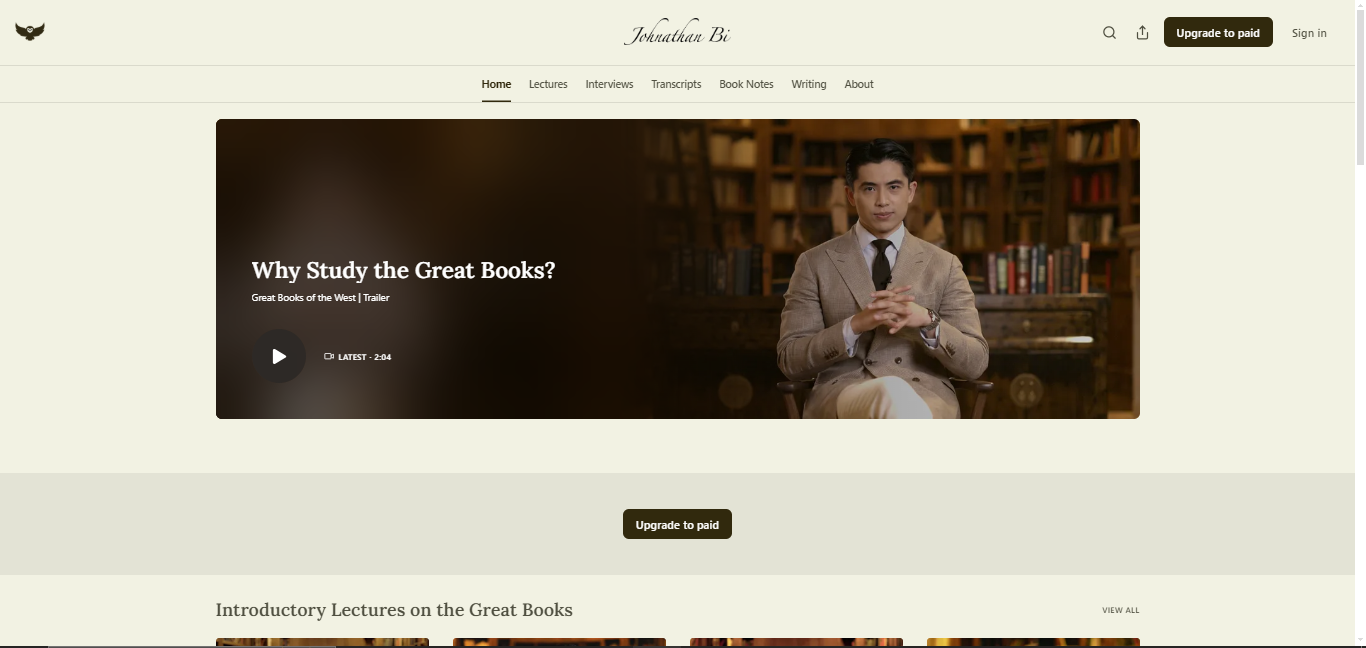 Johnathan Bi
Upgrade to paid
Sign in
Home
Lectures
Interviews
Transcripts
Book Notes
Writing
About
Why Study the Great Books?
Great Books of the West | Trailer
LATEST · 2:04
Upgrade to paid
Introductory Lectures on the Great Books
VIEW ALL